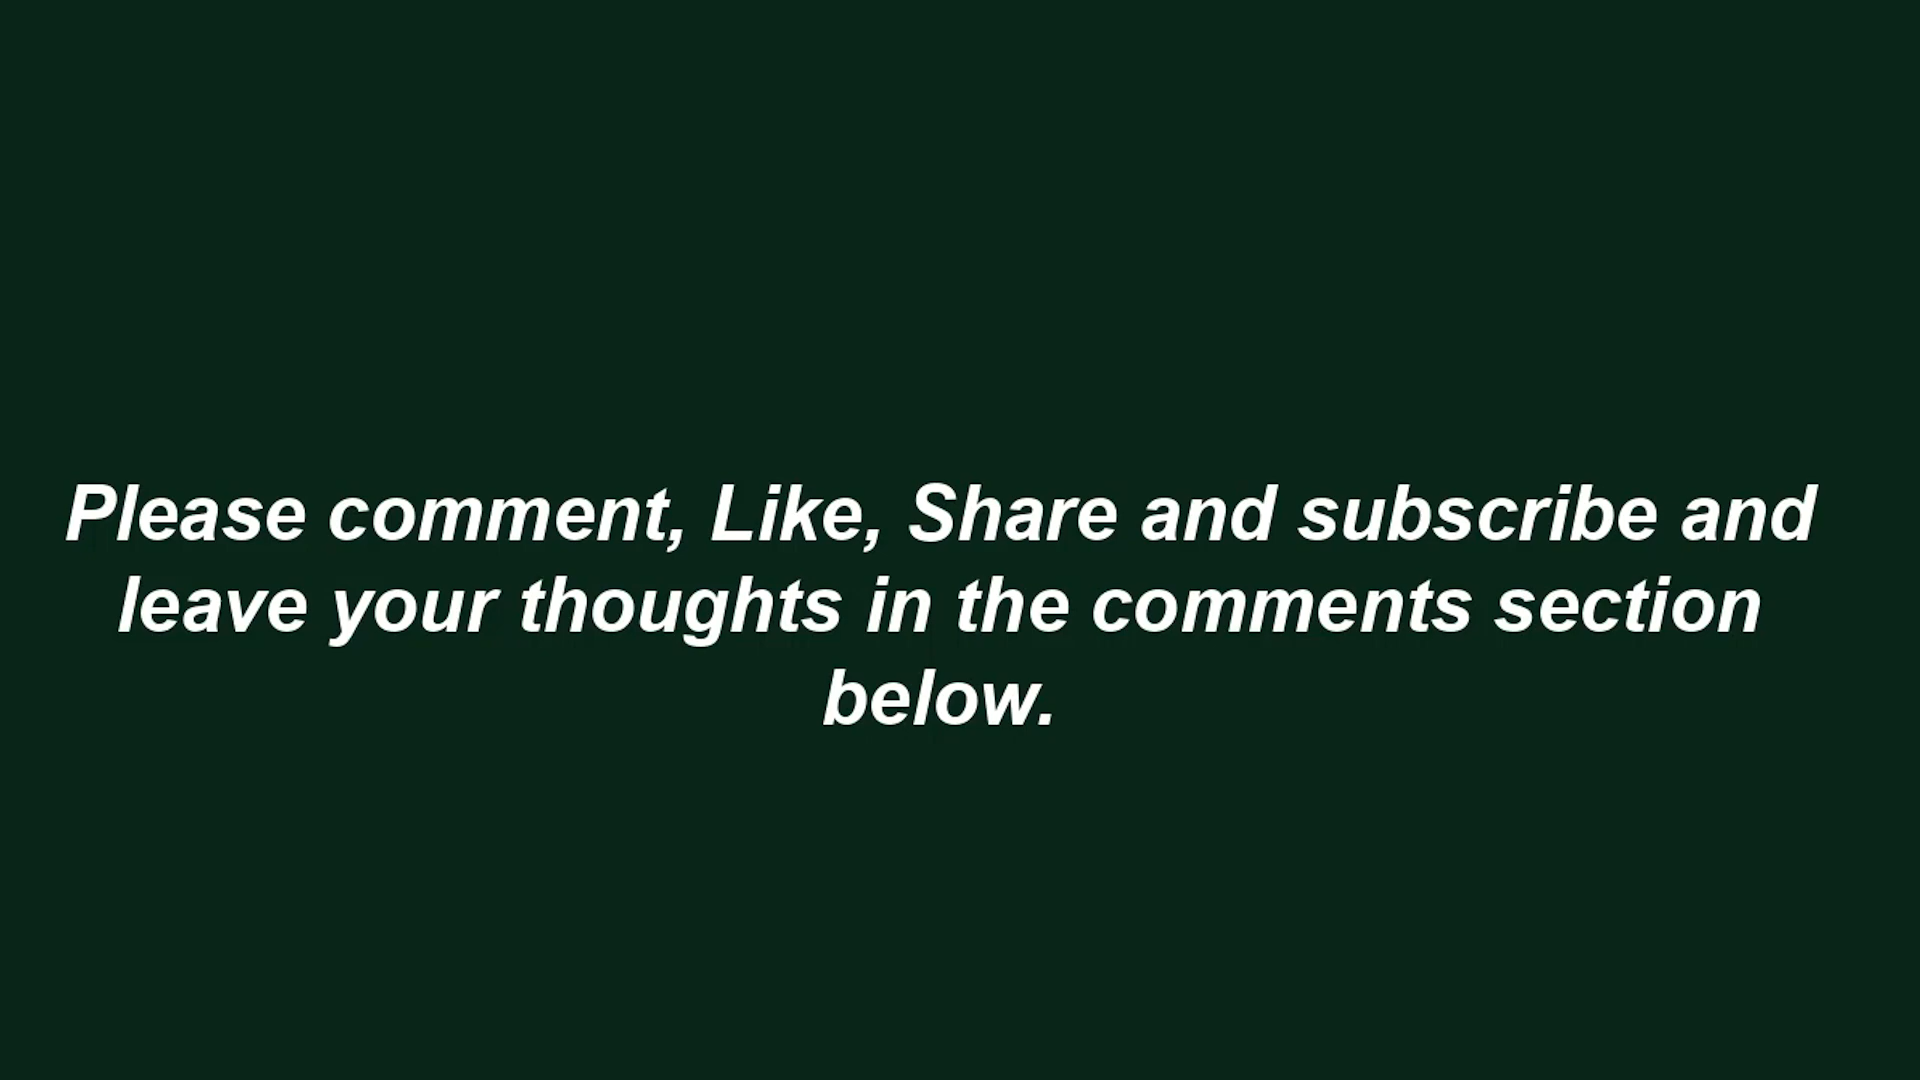 Please comment, Like, Share and subscribe and
leave your thoughts in the comments section
below.